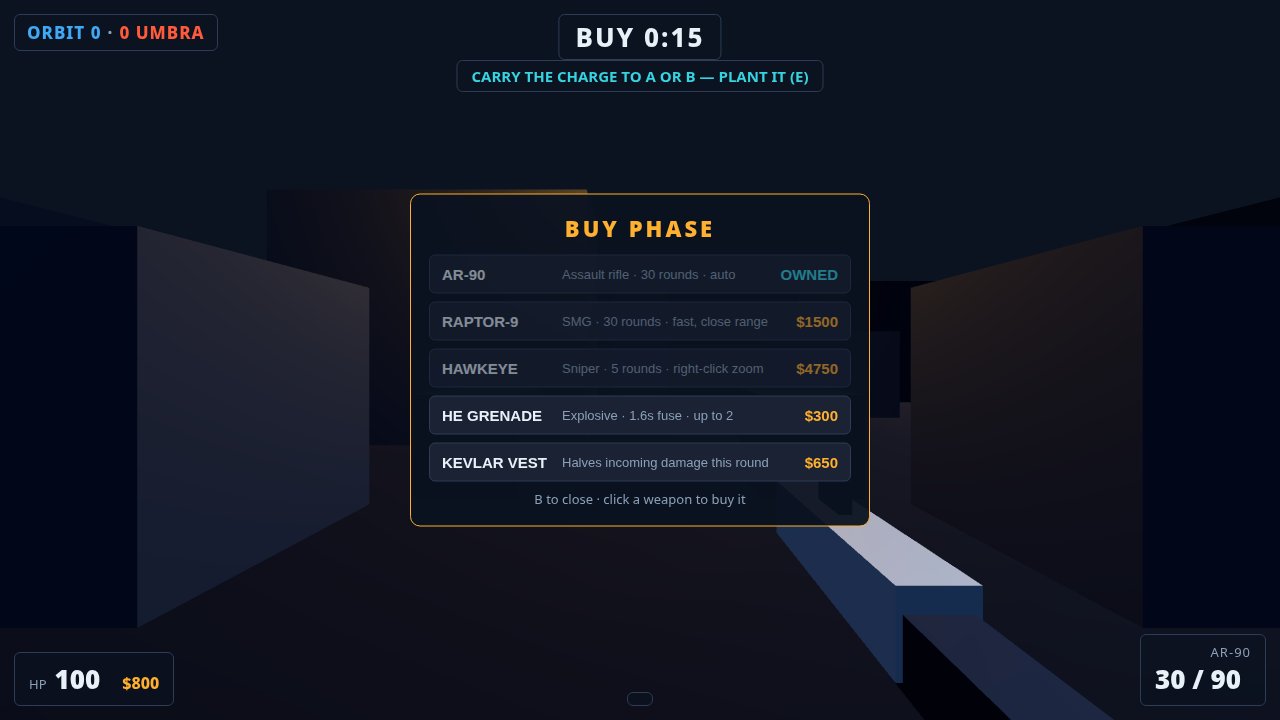 ORBIT 0 · 0 UMBRA
BUY 0:15
CARRY THE CHARGE TO A OR B — PLANT IT (E)
BUY PHASE
AR-90 Assault rifle · 30 rounds · auto OWNED
RAPTOR-9 SMG · 30 rounds · fast, close range $1500
HAWKEYE Sniper · 5 rounds · right-click zoom $4750
HE GRENADE Explosive · 1.6s fuse · up to 2 $300
KEVLAR VEST Halves incoming damage this round $650
B to close · click a weapon to buy it
HP 100 $800
AR-90
30 / 90